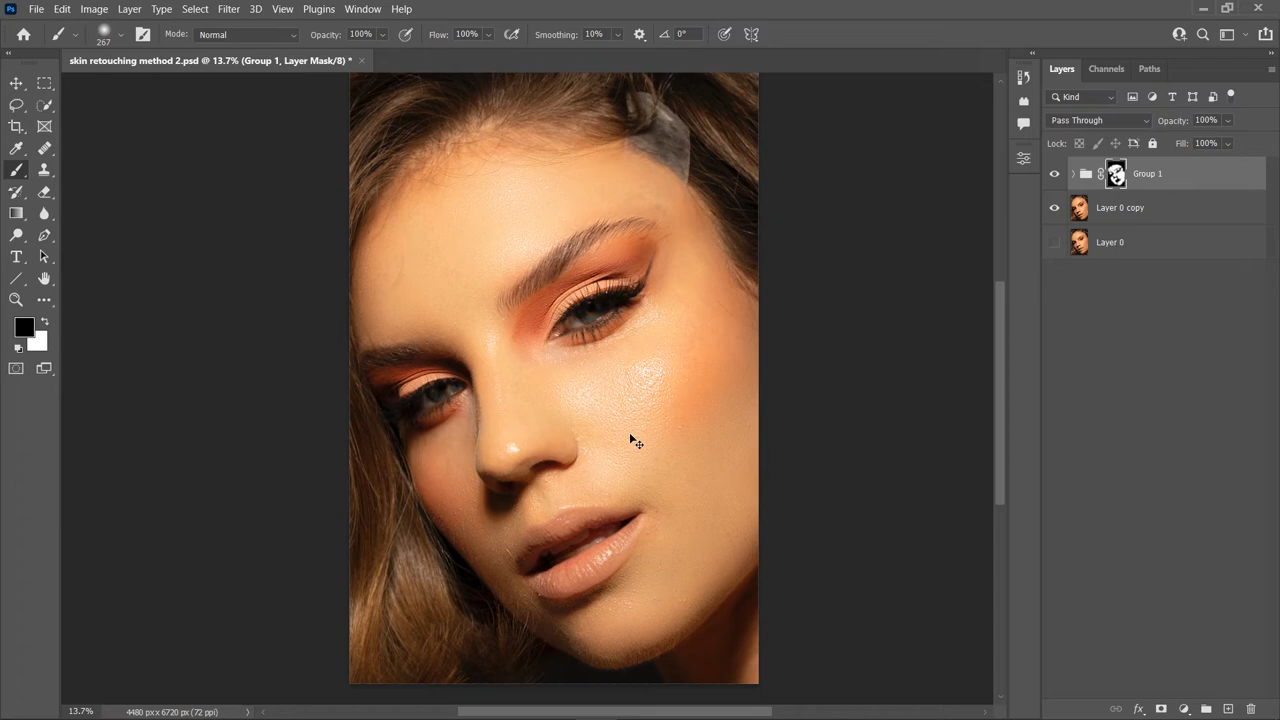 Ps File Edit Image Layer Type Select Filter 3D View Plugins Window Help
267 Mode: Normal Opacity: 100% Flow: 100% Smoothing: 10% 0°
skin retouching method 2.psd @ 13.7% (Group 1, Layer Mask/8) *
Layers Channels Paths
Kind
Pass Through Opacity: 100%
Lock: Fill: 100%
Group 1
Layer 0 copy
Layer 0
13.7% 4480 px x 6720 px (72 ppi)